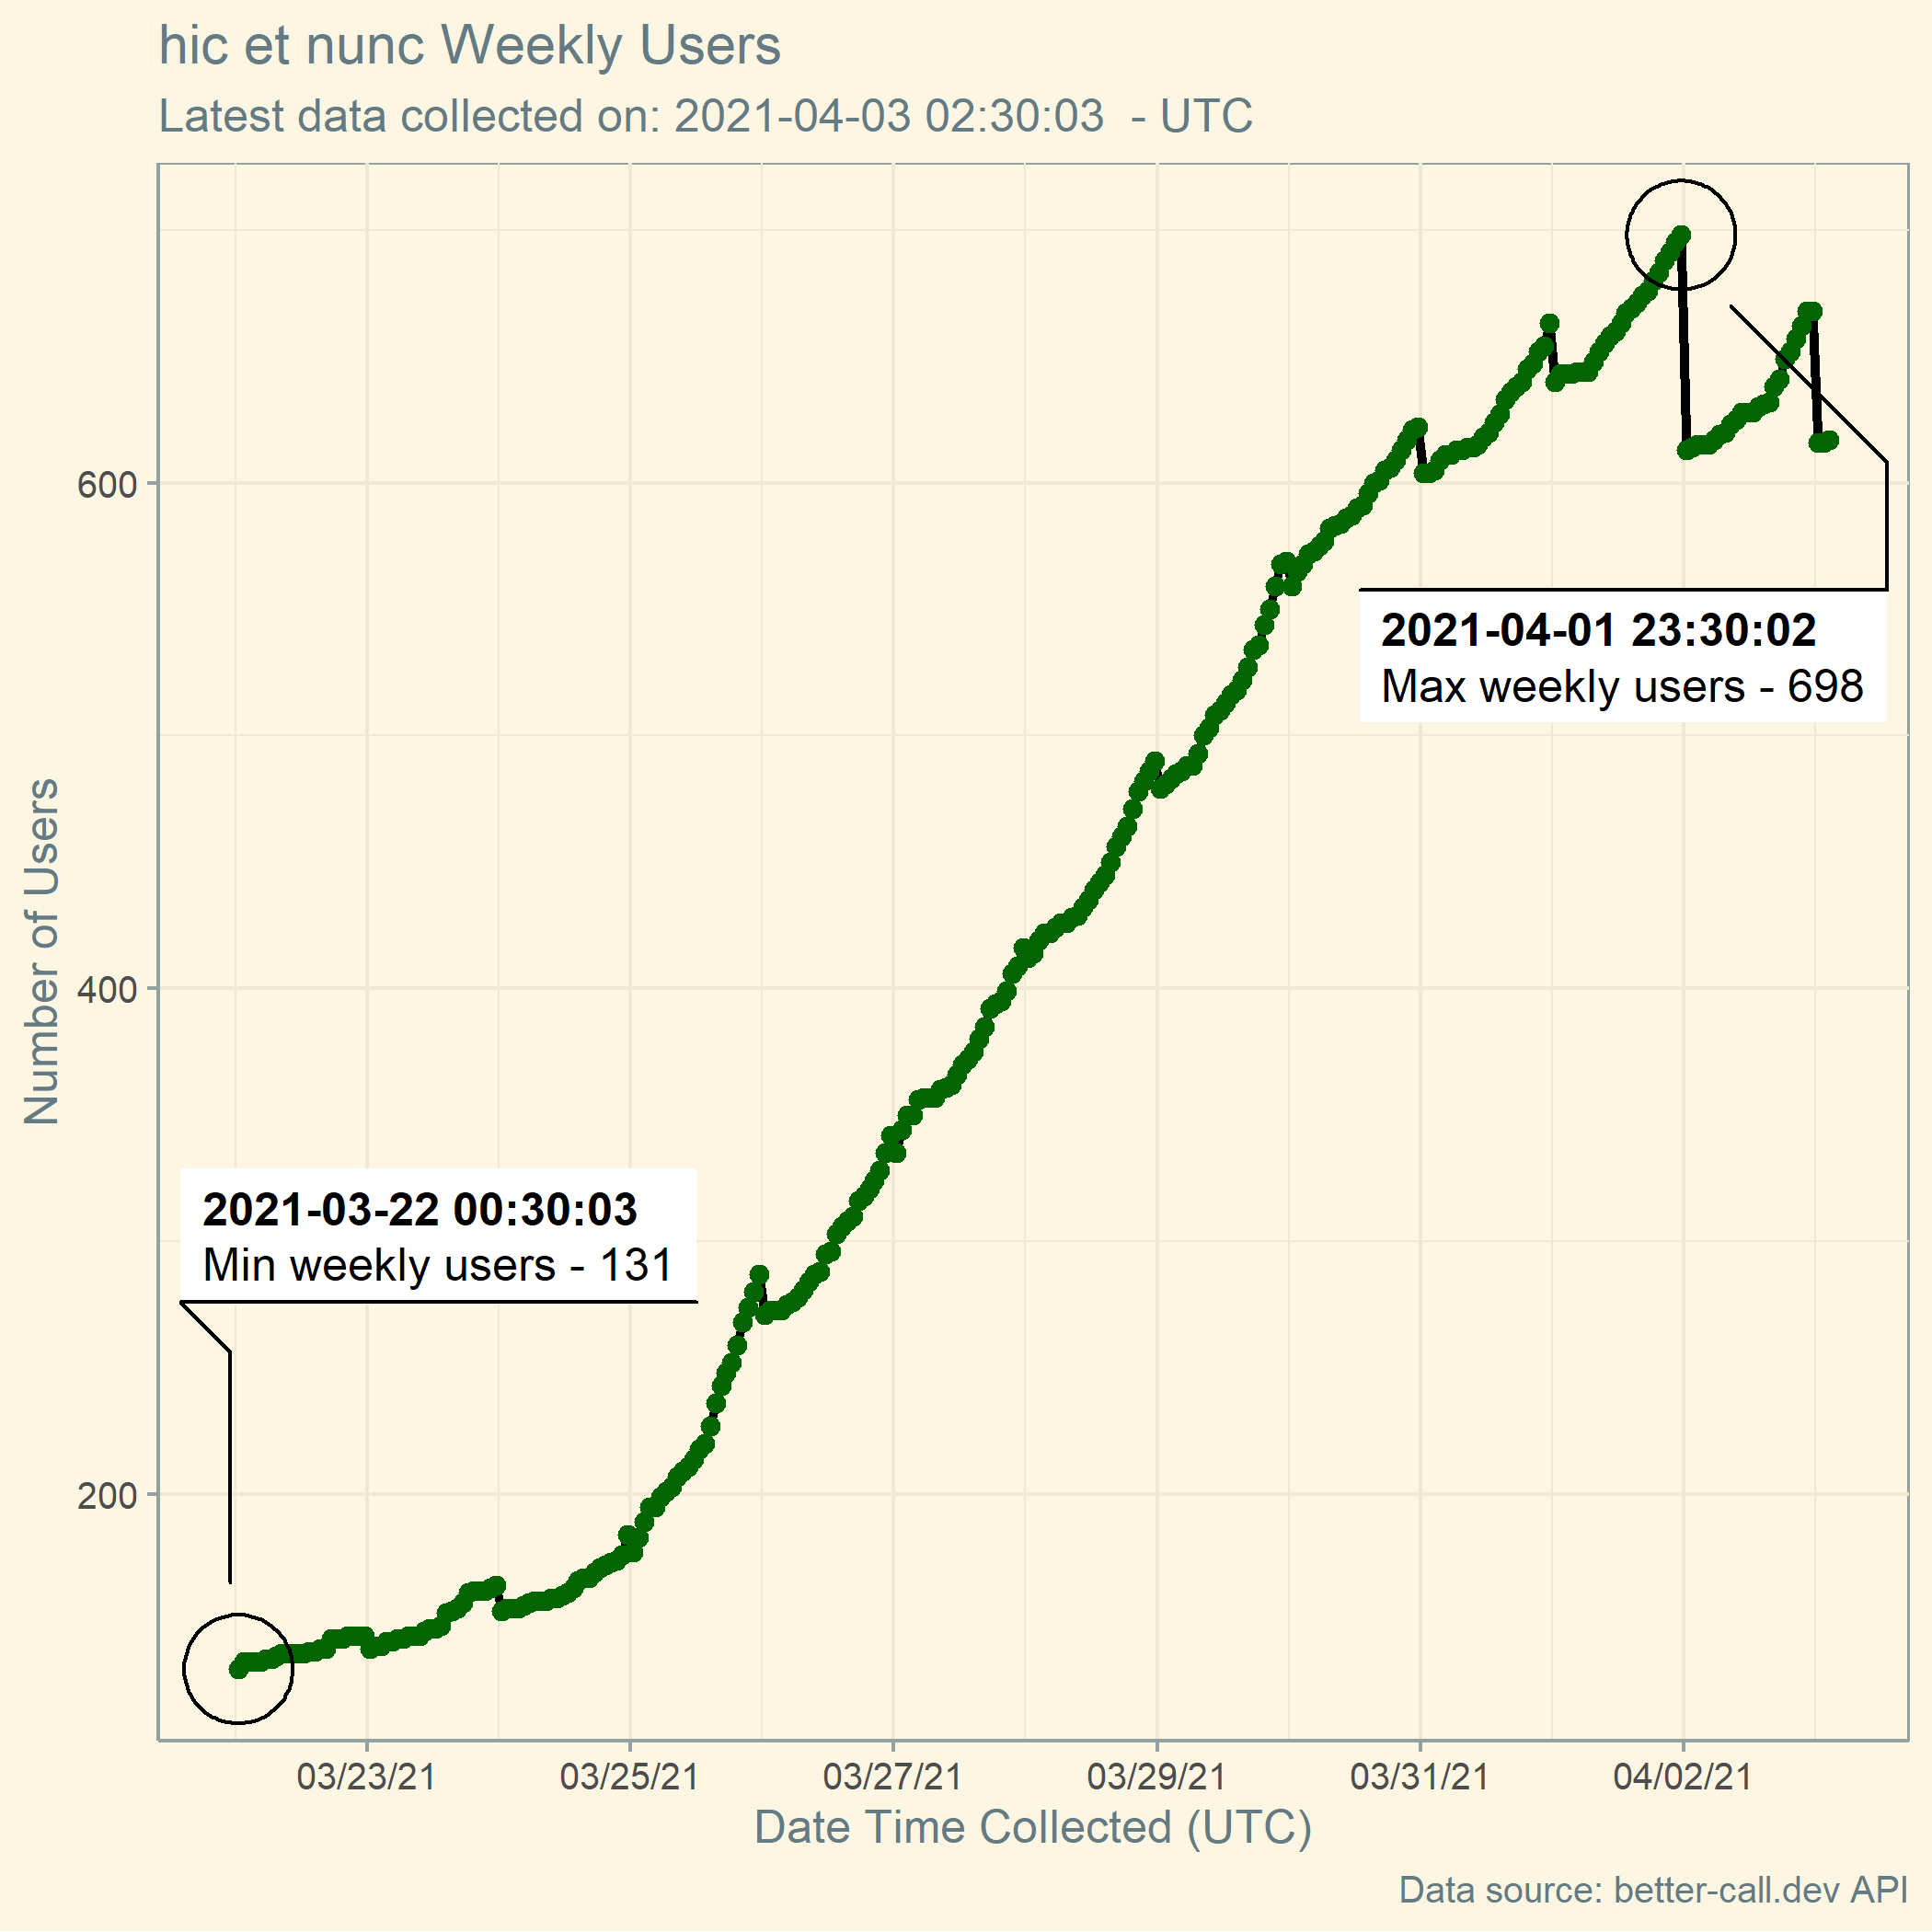 hic et nunc Weekly Users
Latest data collected on: 2021-04-03 02:30:03  - UTC
Number of Users
600
400
200
2021-04-01 23:30:02
Max weekly users - 698
2021-03-22 00:30:03
Min weekly users - 131
03/23/21
03/25/21
03/27/21
03/29/21
03/31/21
04/02/21
Date Time Collected (UTC)
Data source: better-call.dev API